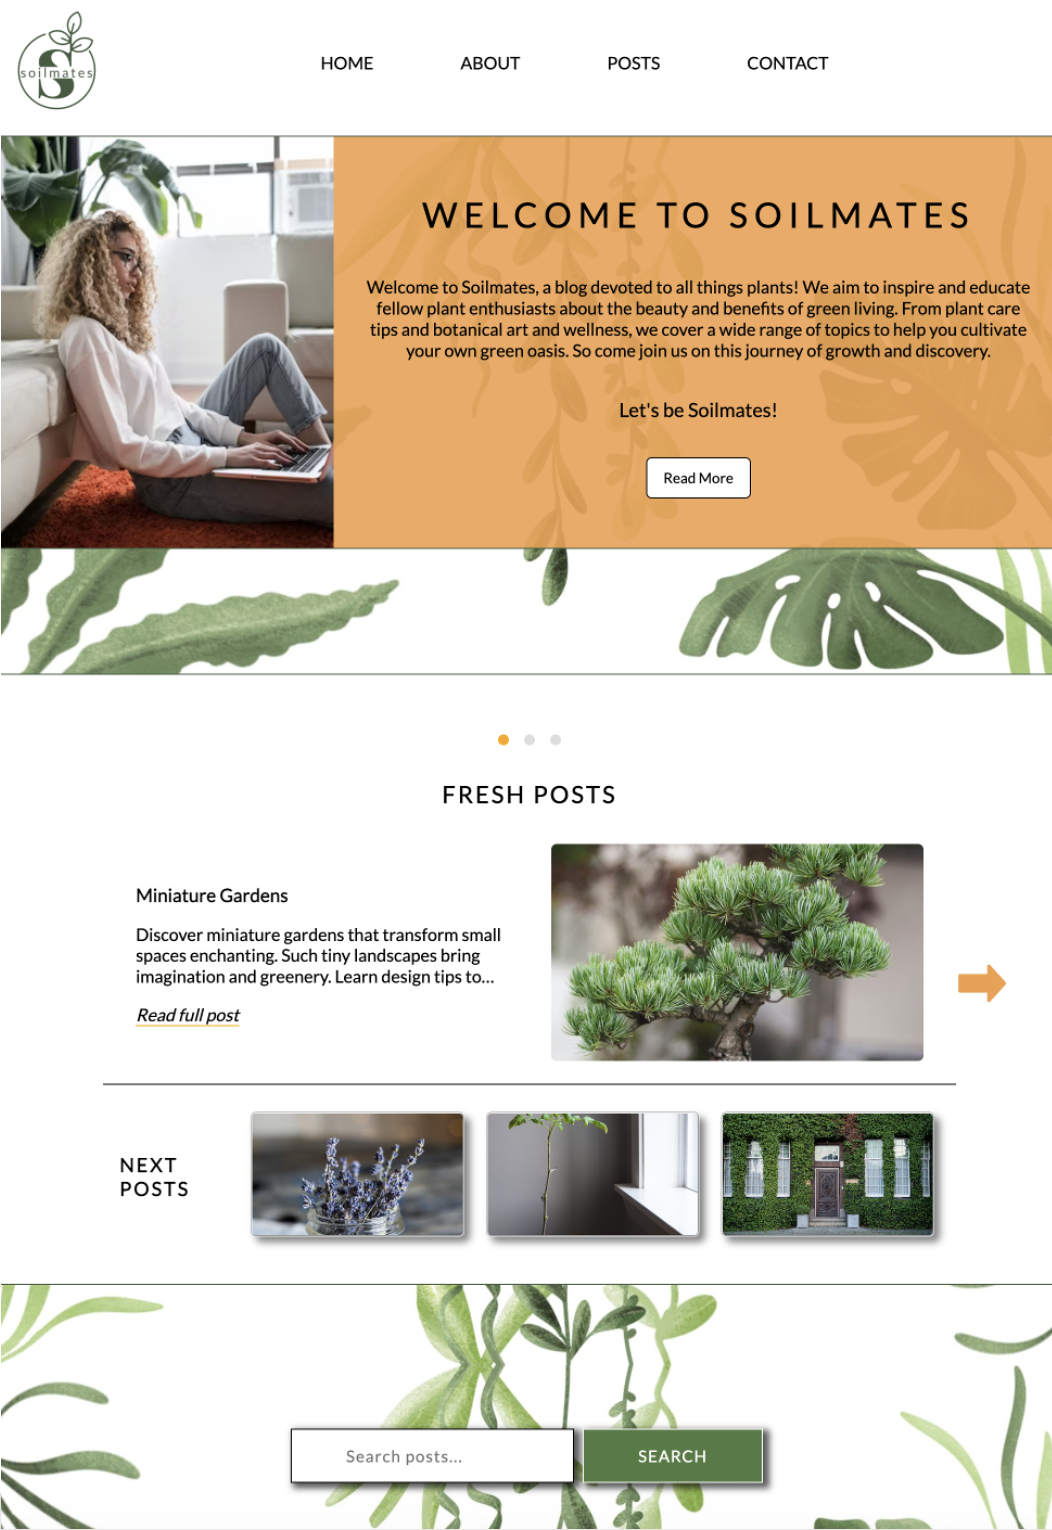 soilmates
HOME ABOUT POSTS CONTACT
WELCOME TO SOILMATES
Welcome to Soilmates, a blog devoted to all things plants! We aim to inspire and educate
fellow plant enthusiasts about the beauty and benefits of green living. From plant care
tips and botanical art and wellness, we cover a wide range of topics to help you cultivate
your own green oasis. So come join us on this journey of growth and discovery.
Let's be Soilmates!
Read More
FRESH POSTS
Miniature Gardens
Discover miniature gardens that transform small
spaces enchanting. Such tiny landscapes bring
imagination and greenery. Learn design tips to...
Read full post
NEXT
POSTS
Search posts...
SEARCH